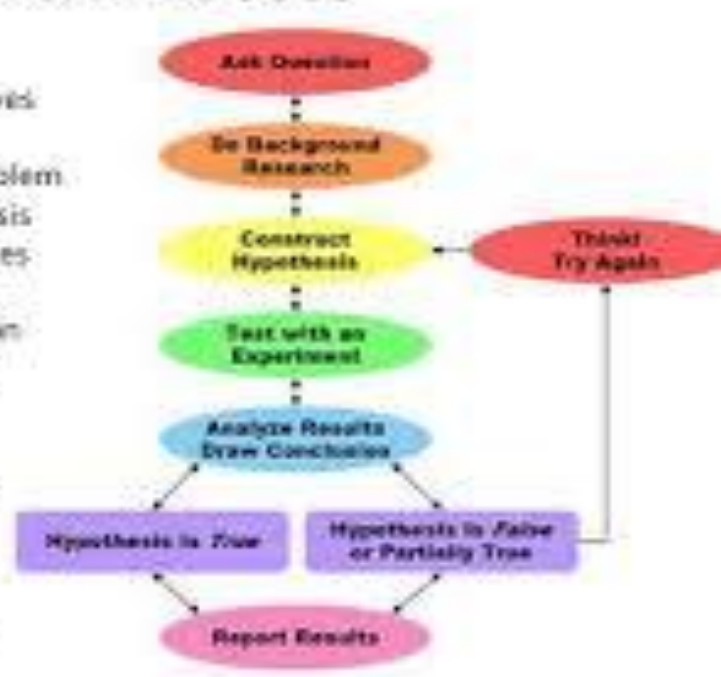 Ask Question
Do Background
Research
Construct
Hypothesis
Think!
Try Again
Test with an
Experiment
Analyze Results
Draw Conclusion
Hypothesis is True
Hypothesis is False
or Partially True
Report Results